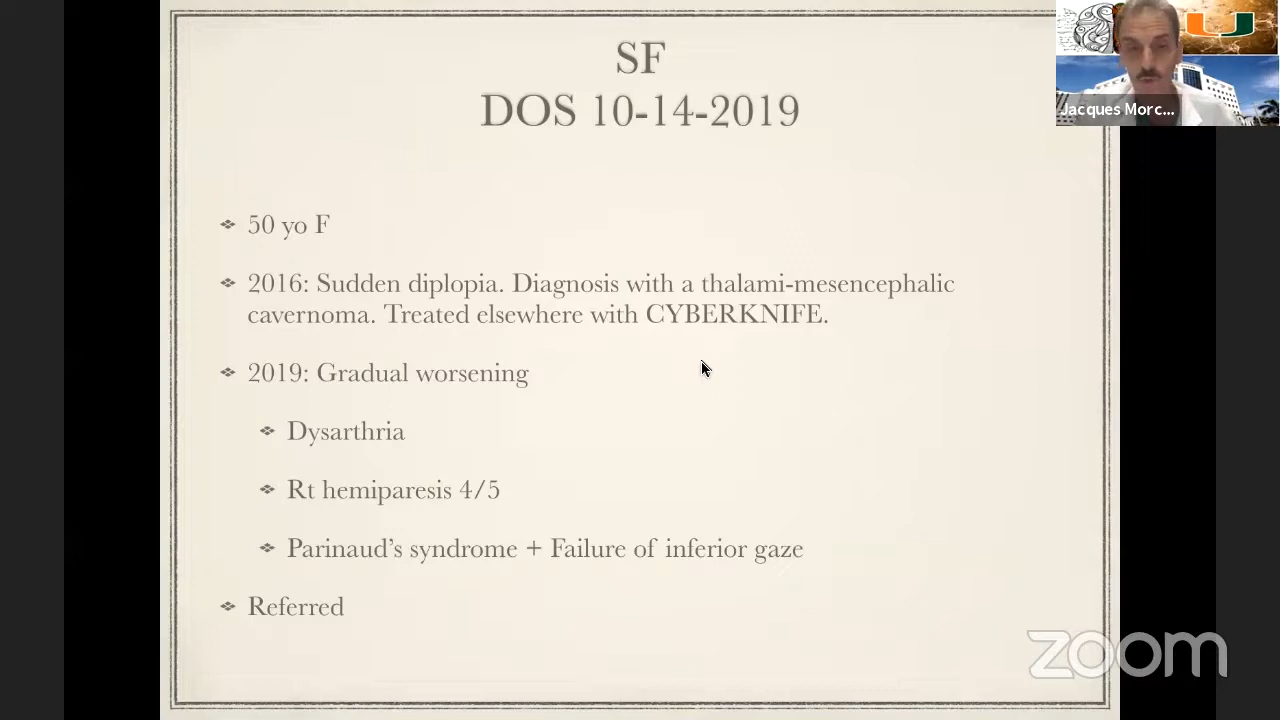 SF
DOS 10-14-2019
Jacques Morc...
❖ 50 yo F
❖ 2016: Sudden diplopia. Diagnosis with a thalami-mesencephalic
cavernoma. Treated elsewhere with CYBERKNIFE.
❖ 2019: Gradual worsening
❖ Dysarthria
❖ Rt hemiparesis 4/5
❖ Parinaud's syndrome + Failure of inferior gaze
❖ Referred
zoom